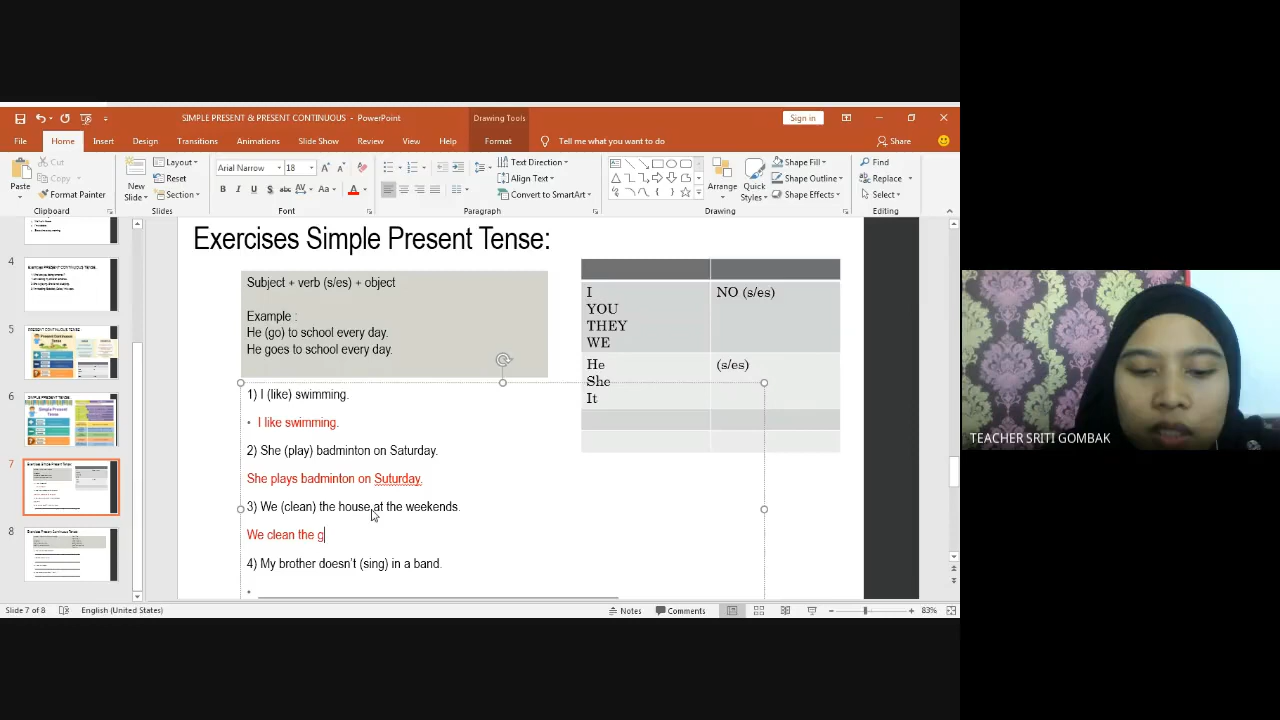 SIMPLE PRESENT & PRESENT CONTINUOUS - PowerPoint
Drawing Tools
Sign in
File
Home
Insert
Design
Transitions
Animations
Slide Show
Review
View
Help
Format
Tell me what you want to do
Share
Paste
Cut
Copy
Format Painter
Clipboard
New Slide
Layout
Reset
Section
Slides
Arial Narrow
18
Font
Text Direction
Align Text
Convert to SmartArt
Paragraph
Arrange
Quick Styles
Shape Fill
Shape Outline
Shape Effects
Drawing
Find
Replace
Select
Editing
4
5
6
7
8
Exercises Simple Present Tense:
Subject + verb (s/es) + object
Example :
He (go) to school every day.
He goes to school every day.
I NO (s/es)
YOU
THEY
WE
He (s/es)
She
It
1) I (like) swimming.
• I like swimming.
2) She (play) badminton on Saturday.
She plays badminton on Suturday.
3) We (clean) the house at the weekends.
We clean the g
4) My brother doesn't (sing) in a band.
Slide 7 of 8
English (United States)
Notes
Comments
83%
TEACHER SRITI GOMBAK